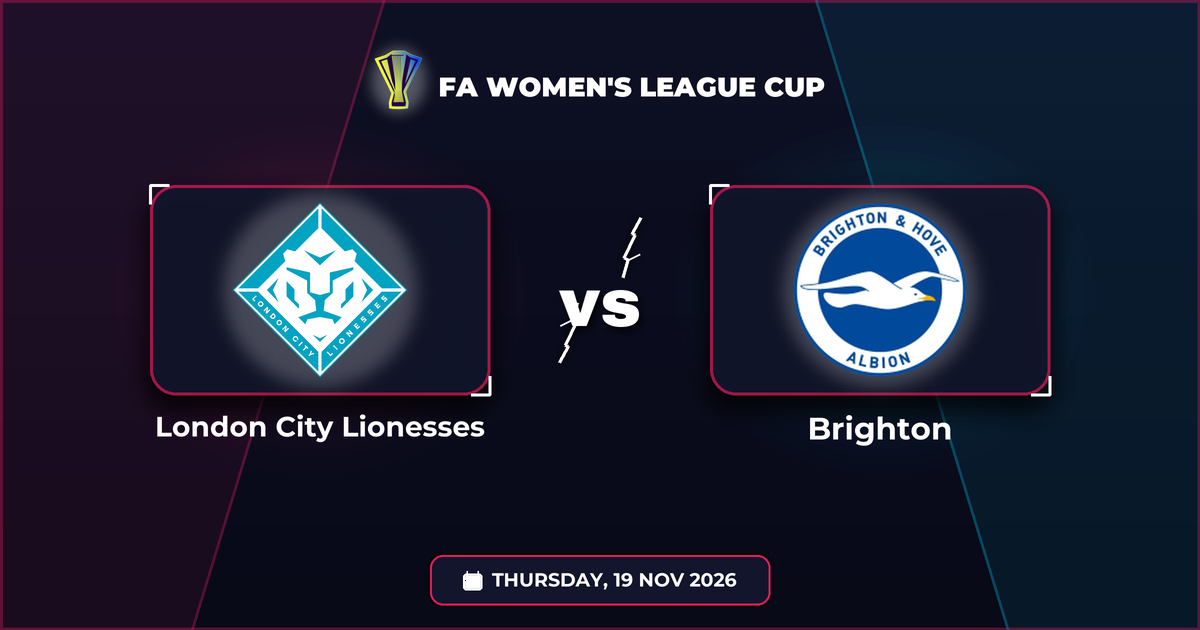 FA WOMEN'S LEAGUE CUP
LONDON CITY LIONESSES
VS
BRIGHTON & HOVE
ALBION
London City Lionesses
Brighton
THURSDAY, 19 NOV 2026